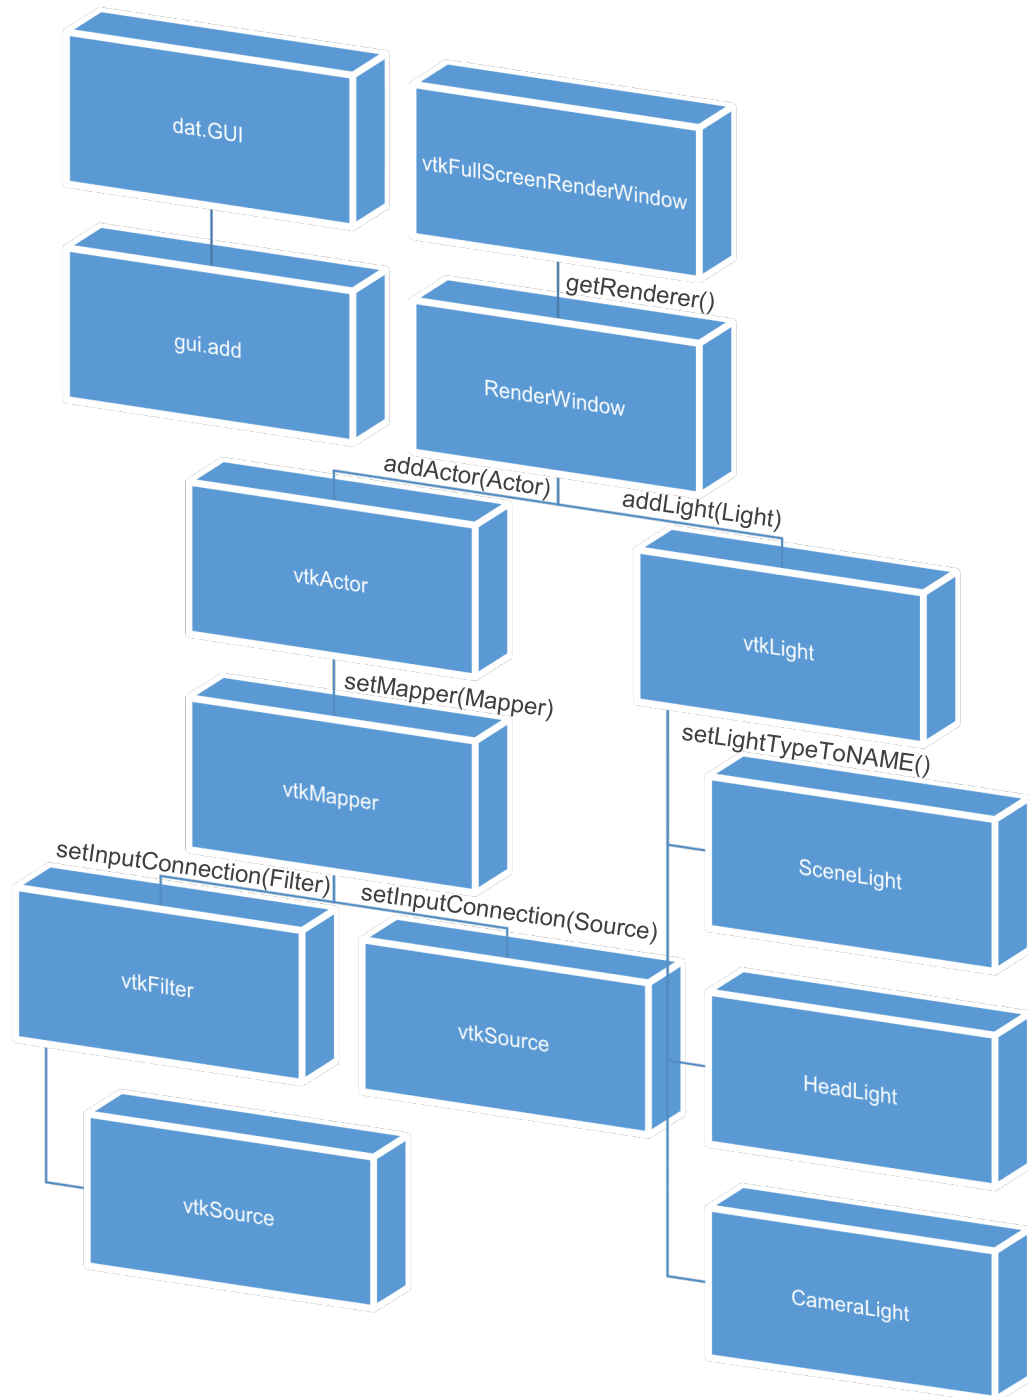 dat.GUI
vtkFullScreenRenderWindow
getRenderer()
gui.add
RenderWindow
addActor(Actor)
addLight(Light)
vtkActor
vtkLight
setMapper(Mapper)
setLightTypeToNAME()
vtkMapper
SceneLight
setInputConnection(Filter)
setInputConnection(Source)
vtkFilter
vtkSource
HeadLight
vtkSource
CameraLight